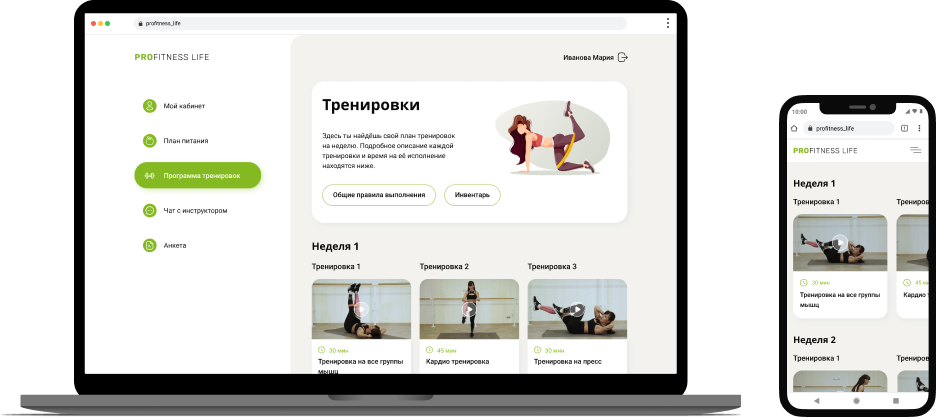 profitness_life
PROFITNESS LIFE
Иванова Мария
Мой кабинет
План питания
Программа тренировок
Чат с инструктором
Анкета
Тренировки
Здесь ты найдёшь свой план тренировок
на неделю. Подробное описание каждой
тренировки и время на её исполнение
находятся ниже.
Общие правила выполнения
Инвентарь
Неделя 1
Тренировка 1
Тренировка 2
Тренировка 3
30 мин
45 мин
30 мин
Тренировка на все группы
мышц
Кардио тренировка
Тренировка на пресс
10:00
profitness_life
1
PROFITNESS LIFE
Неделя 1
Тренировка 1
Трениров
30 мин
45 м
Тренировка на все группы
мышц
Кардио т
Неделя 2
Тренировка 1
Трениров